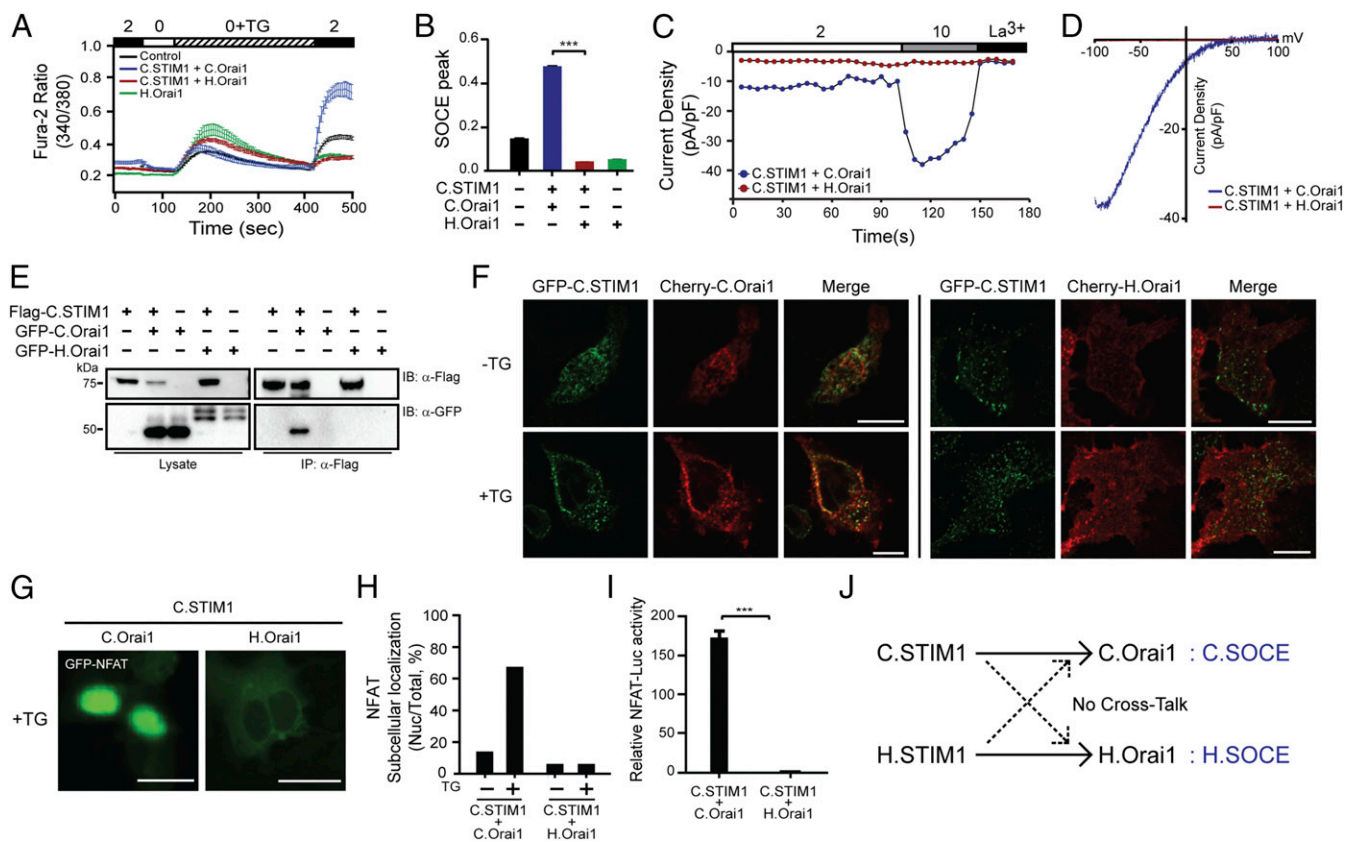 A
2 0 0+TG 2
1.0
0.8
0.6
0.4
0.2
Fura-2 Ratio
(340/380)
Control
C.STIM1 + C.Orai1
C.STIM1 + H.Orai1
H.Orai1
0 100 200 300 400 500
Time (sec)
B
0.6
0.4
0.2
0.0
SOCE peak
***
C.STIM1 − + + −
C.Orai1 − + − −
H.Orai1 − − + +
C
2 10 La3+
0
-10
-20
-30
-40
-50
Current Density
(pA/pF)
C.STIM1 + C.Orai1
C.STIM1 + H.Orai1
0 30 60 90 120 150 180
Time(s)
D
-100 -50 50 100 mV
-20
-40
Current Density
(pA/pF)
C.STIM1 + C.Orai1
C.STIM1 + H.Orai1
E
Flag-C.STIM1 + + − + − + + − + −
GFP-C.Orai1 − + + − − − + + − −
GFP-H.Orai1 − − − + + − − − + +
kDa
75
50
IB: α-Flag
IB: α-GFP
Lysate
IP: α-Flag
F
GFP-C.STIM1 Cherry-C.Orai1 Merge
GFP-C.STIM1 Cherry-H.Orai1 Merge
-TG
+TG
G
C.STIM1
C.Orai1 H.Orai1
GFP-NFAT
+TG
H
100
80
60
40
20
0
NFAT
Subcellular localization
(Nuc/Total, %)
TG − + − +
C.STIM1
+
C.Orai1
C.STIM1
+
H.Orai1
I
200
150
100
50
0
Relative NFAT-Luc activity
***
C.STIM1
+
C.Orai1
C.STIM1
+
H.Orai1
J
C.STIM1 C.Orai1 : C.SOCE
No Cross-Talk
H.STIM1 H.Orai1 : H.SOCE